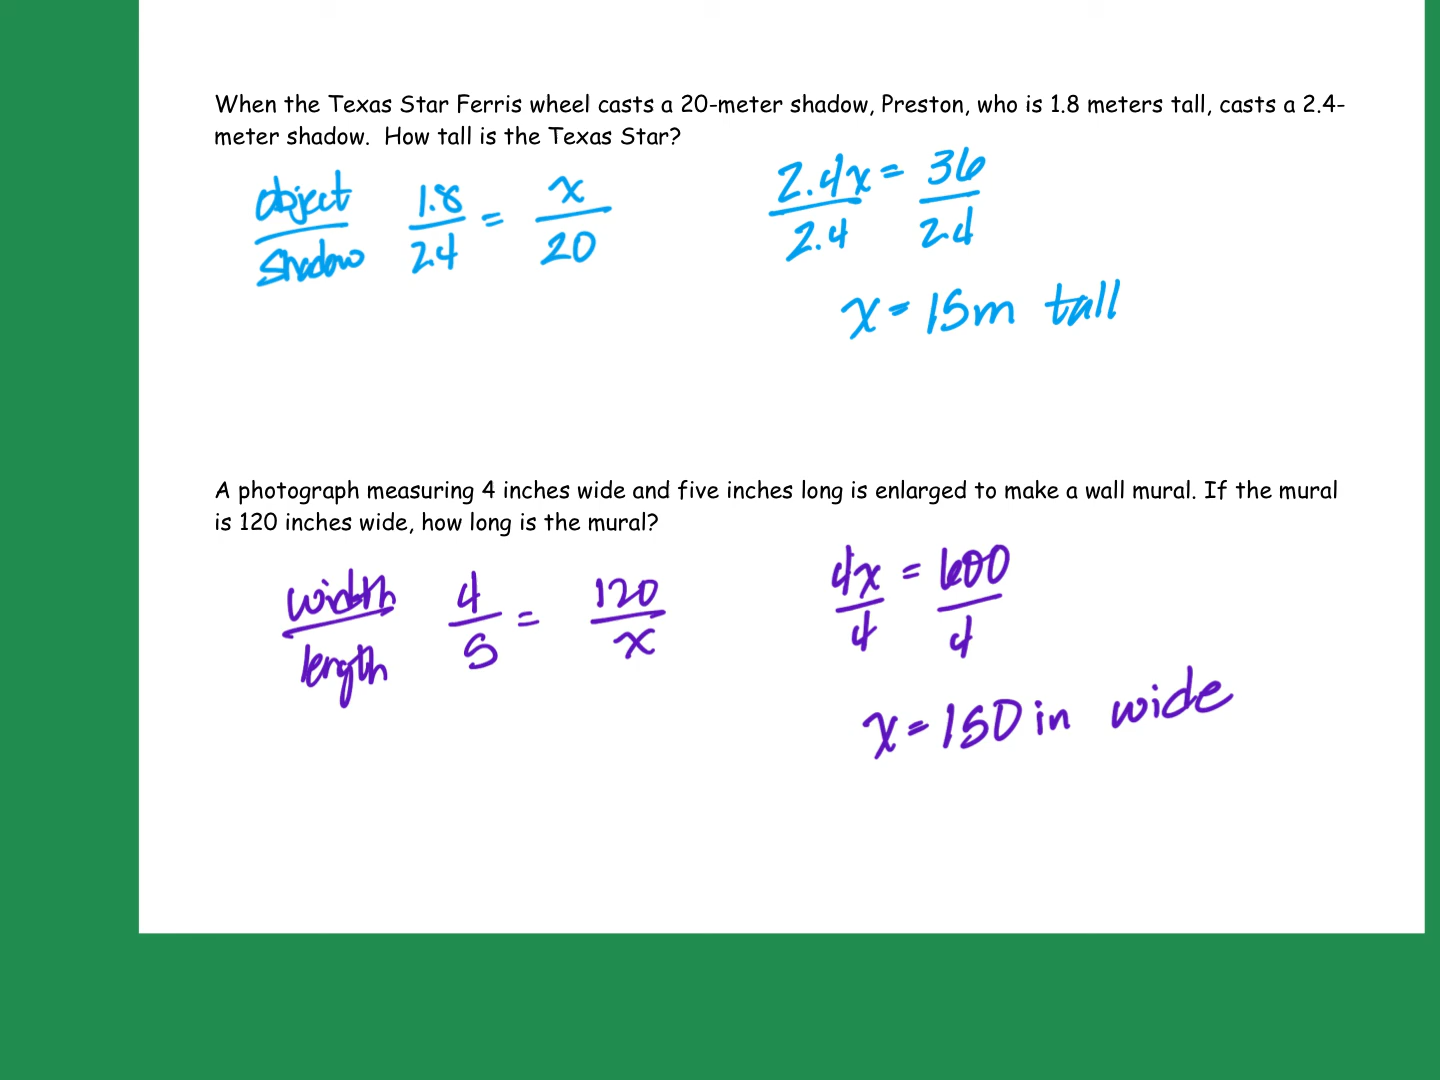 When the Texas Star Ferris wheel casts a 20-meter shadow, Preston, who is 1.8 meters tall, casts a 2.4-
meter shadow. How tall is the Texas Star?
object 1.8 = x
shadow 2.4 20
2.4x = 36
2.4 2.4
x = 15m tall
A photograph measuring 4 inches wide and five inches long is enlarged to make a wall mural. If the mural
is 120 inches wide, how long is the mural?
width 4 = 120
length 5 x
4x = 600
4 4
x = 150 in wide